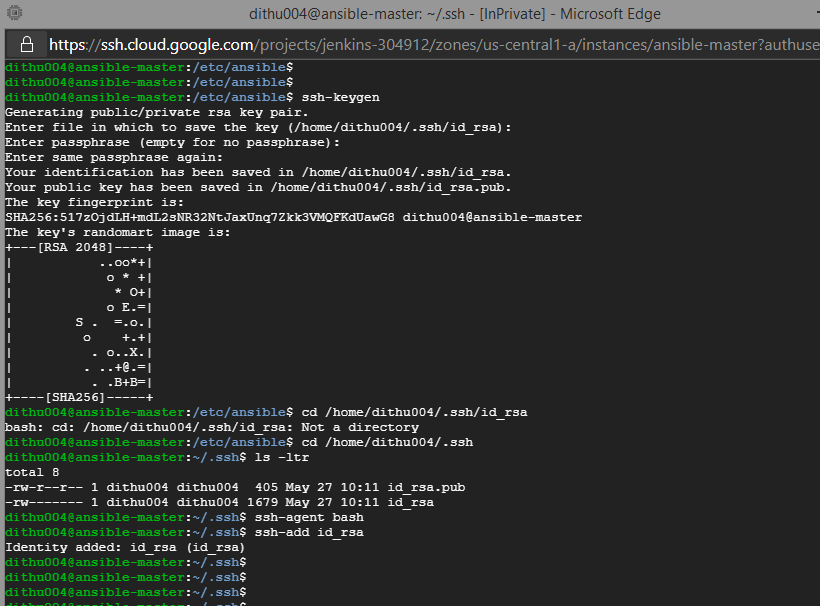 dithu004@ansible-master: ~/.ssh - [InPrivate] - Microsoft Edge
https://ssh.cloud.google.com/projects/jenkins-304912/zones/us-central1-a/instances/ansible-master?authuse
dithu004@ansible-master:/etc/ansible$
dithu004@ansible-master:/etc/ansible$
dithu004@ansible-master:/etc/ansible$ ssh-keygen
Generating public/private rsa key pair.
Enter file in which to save the key (/home/dithu004/.ssh/id_rsa):
Enter passphrase (empty for no passphrase):
Enter same passphrase again:
Your identification has been saved in /home/dithu004/.ssh/id_rsa.
Your public key has been saved in /home/dithu004/.ssh/id_rsa.pub.
The key fingerprint is:
SHA256:517zOjdLH+mdL2sNR32NtJaxUnq7Zkk3VMQFKdUawG8 dithu004@ansible-master
The key's randomart image is:
+---[RSA 2048]----+
|           ..oo*+|
|            o * +|
|             * O+|
|            o E.=|
|        S .  =.o.|
|         o    +.+|
|          . o..X.|
|         . ..+@.=|
|          . .B+B=|
+----[SHA256]-----+
dithu004@ansible-master:/etc/ansible$ cd /home/dithu004/.ssh/id_rsa
bash: cd: /home/dithu004/.ssh/id_rsa: Not a directory
dithu004@ansible-master:/etc/ansible$ cd /home/dithu004/.ssh
dithu004@ansible-master:~/.ssh$ ls -ltr
total 8
-rw-r--r-- 1 dithu004 dithu004  405 May 27 10:11 id_rsa.pub
-rw------- 1 dithu004 dithu004 1679 May 27 10:11 id_rsa
dithu004@ansible-master:~/.ssh$ ssh-agent bash
dithu004@ansible-master:~/.ssh$ ssh-add id_rsa
Identity added: id_rsa (id_rsa)
dithu004@ansible-master:~/.ssh$
dithu004@ansible-master:~/.ssh$
dithu004@ansible-master:~/.ssh$
dithu004@ansible-master:~/.ssh$